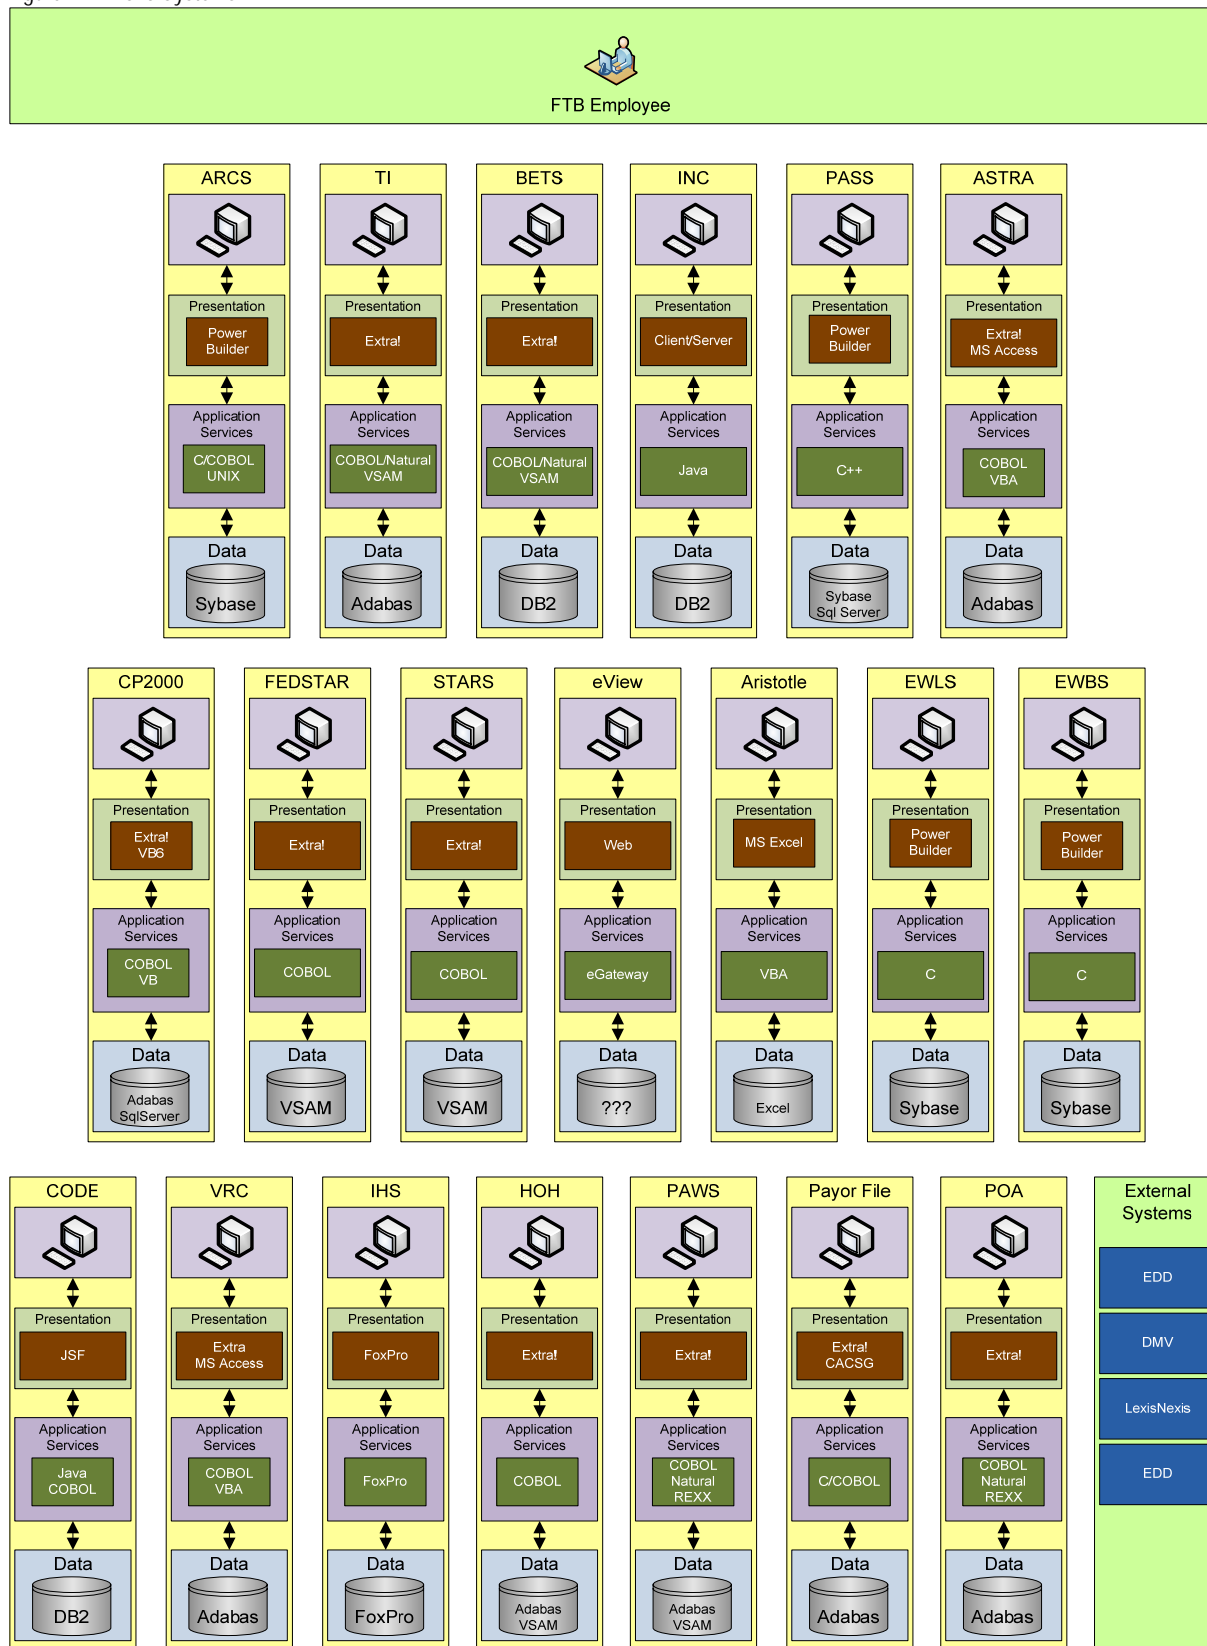 FTB Employee
ARCS
Presentation
Power
Builder
Application
Services
C/COBOL
UNIX
Data
Sybase
TI
Presentation
Extra!
Application
Services
COBOL/Natural
VSAM
Data
Adabas
BETS
Presentation
Extra!
Application
Services
COBOL/Natural
VSAM
Data
DB2
INC
Presentation
Client/Server
Application
Services
Java
Data
DB2
PASS
Presentation
Power
Builder
Application
Services
C++
Data
Sybase
Sql Server
ASTRA
Presentation
Extra!
MS Access
Application
Services
COBOL
VBA
Data
Adabas
CP2000
Presentation
Extra!
VB6
Application
Services
COBOL
VB
Data
Adabas
SqlServer
FEDSTAR
Presentation
Extra!
Application
Services
COBOL
Data
VSAM
STARS
Presentation
Extra!
Application
Services
COBOL
Data
VSAM
eView
Presentation
Web
Application
Services
eGateway
Data
???
Aristotle
Presentation
MS Excel
Application
Services
VBA
Data
Excel
EWLS
Presentation
Power
Builder
Application
Services
C
Data
Sybase
EWBS
Presentation
Power
Builder
Application
Services
C
Data
Sybase
CODE
Presentation
JSF
Application
Services
Java
COBOL
Data
DB2
VRC
Presentation
Extra
MS Access
Application
Services
COBOL
VBA
Data
Adabas
IHS
Presentation
FoxPro
Application
Services
FoxPro
Data
FoxPro
HOH
Presentation
Extra!
Application
Services
COBOL
Data
Adabas
VSAM
PAWS
Presentation
Extra!
Application
Services
COBOL
Natural
REXX
Data
Adabas
VSAM
Payor File
Presentation
Extra!
CACSG
Application
Services
C/COBOL
Data
Adabas
POA
Presentation
Extra!
Application
Services
COBOL
Natural
REXX
Data
Adabas
External
Systems
EDD
DMV
LexisNexis
EDD